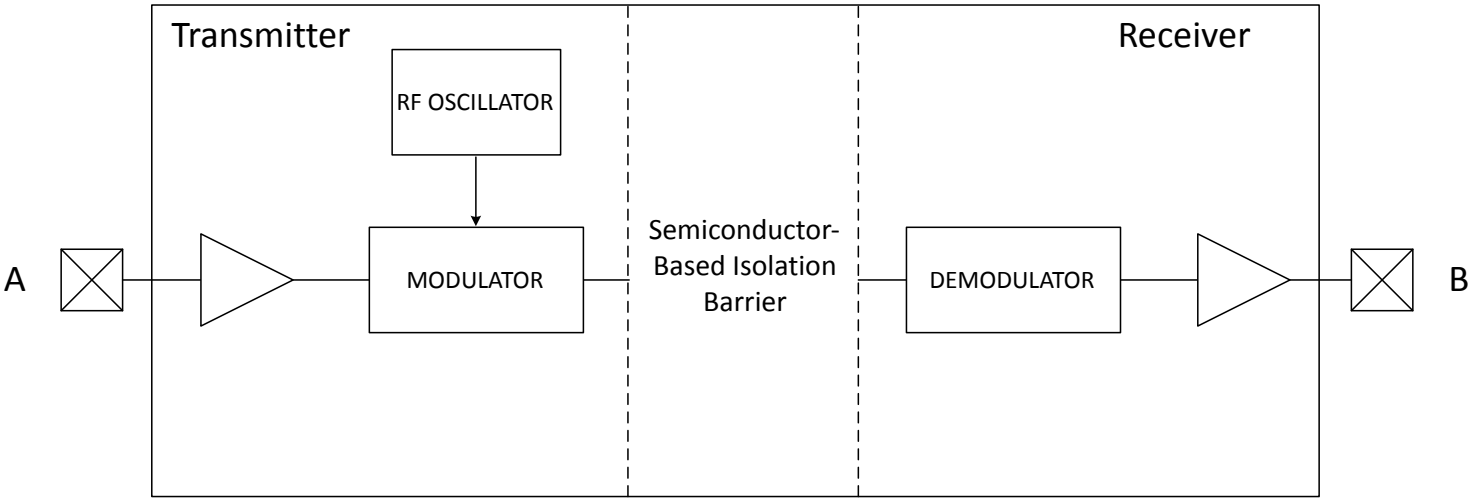 Transmitter
Receiver
RF OSCILLATOR
A
MODULATOR
Semiconductor-
Based Isolation
Barrier
DEMODULATOR
B